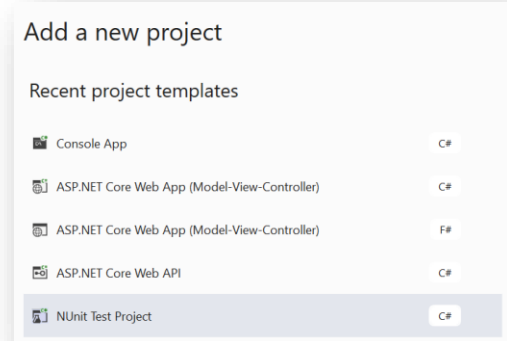 Add a new project
Recent project templates
Console App C#
ASP.NET Core Web App (Model-View-Controller) C#
ASP.NET Core Web App (Model-View-Controller) F#
ASP.NET Core Web API C#
NUnit Test Project C#